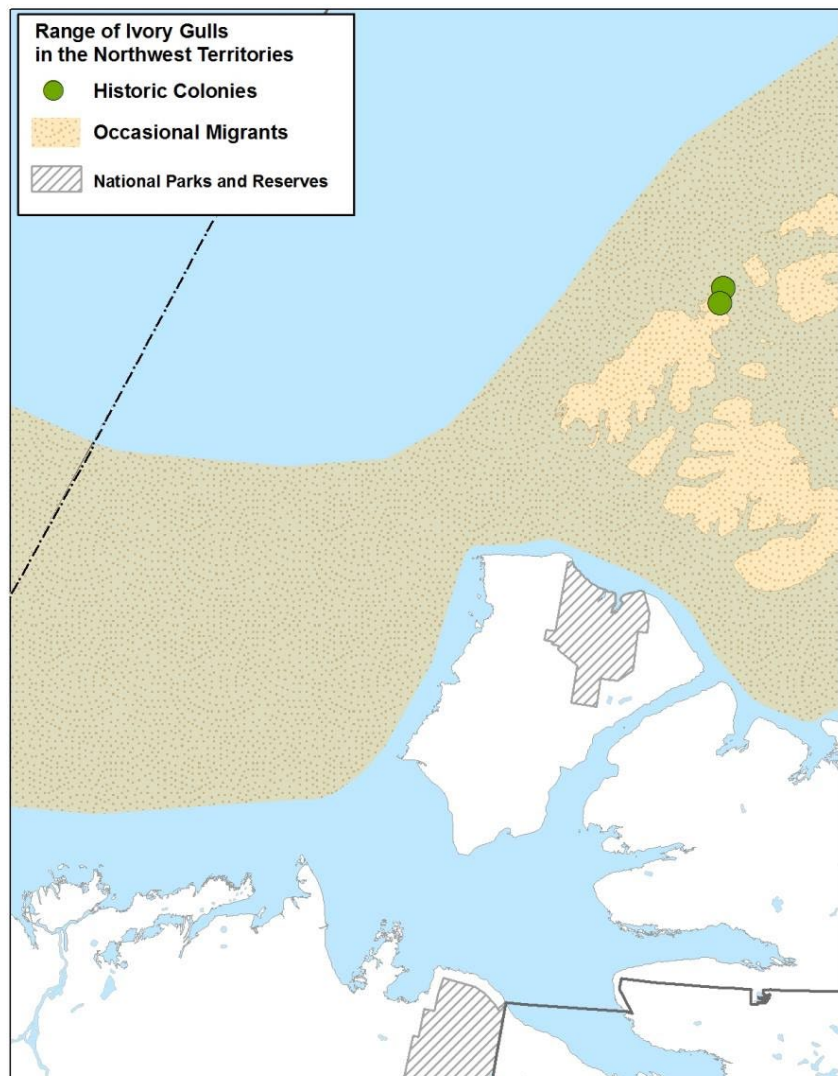 Range of Ivory Gulls
in the Northwest Territories
Historic Colonies
Occasional Migrants
National Parks and Reserves